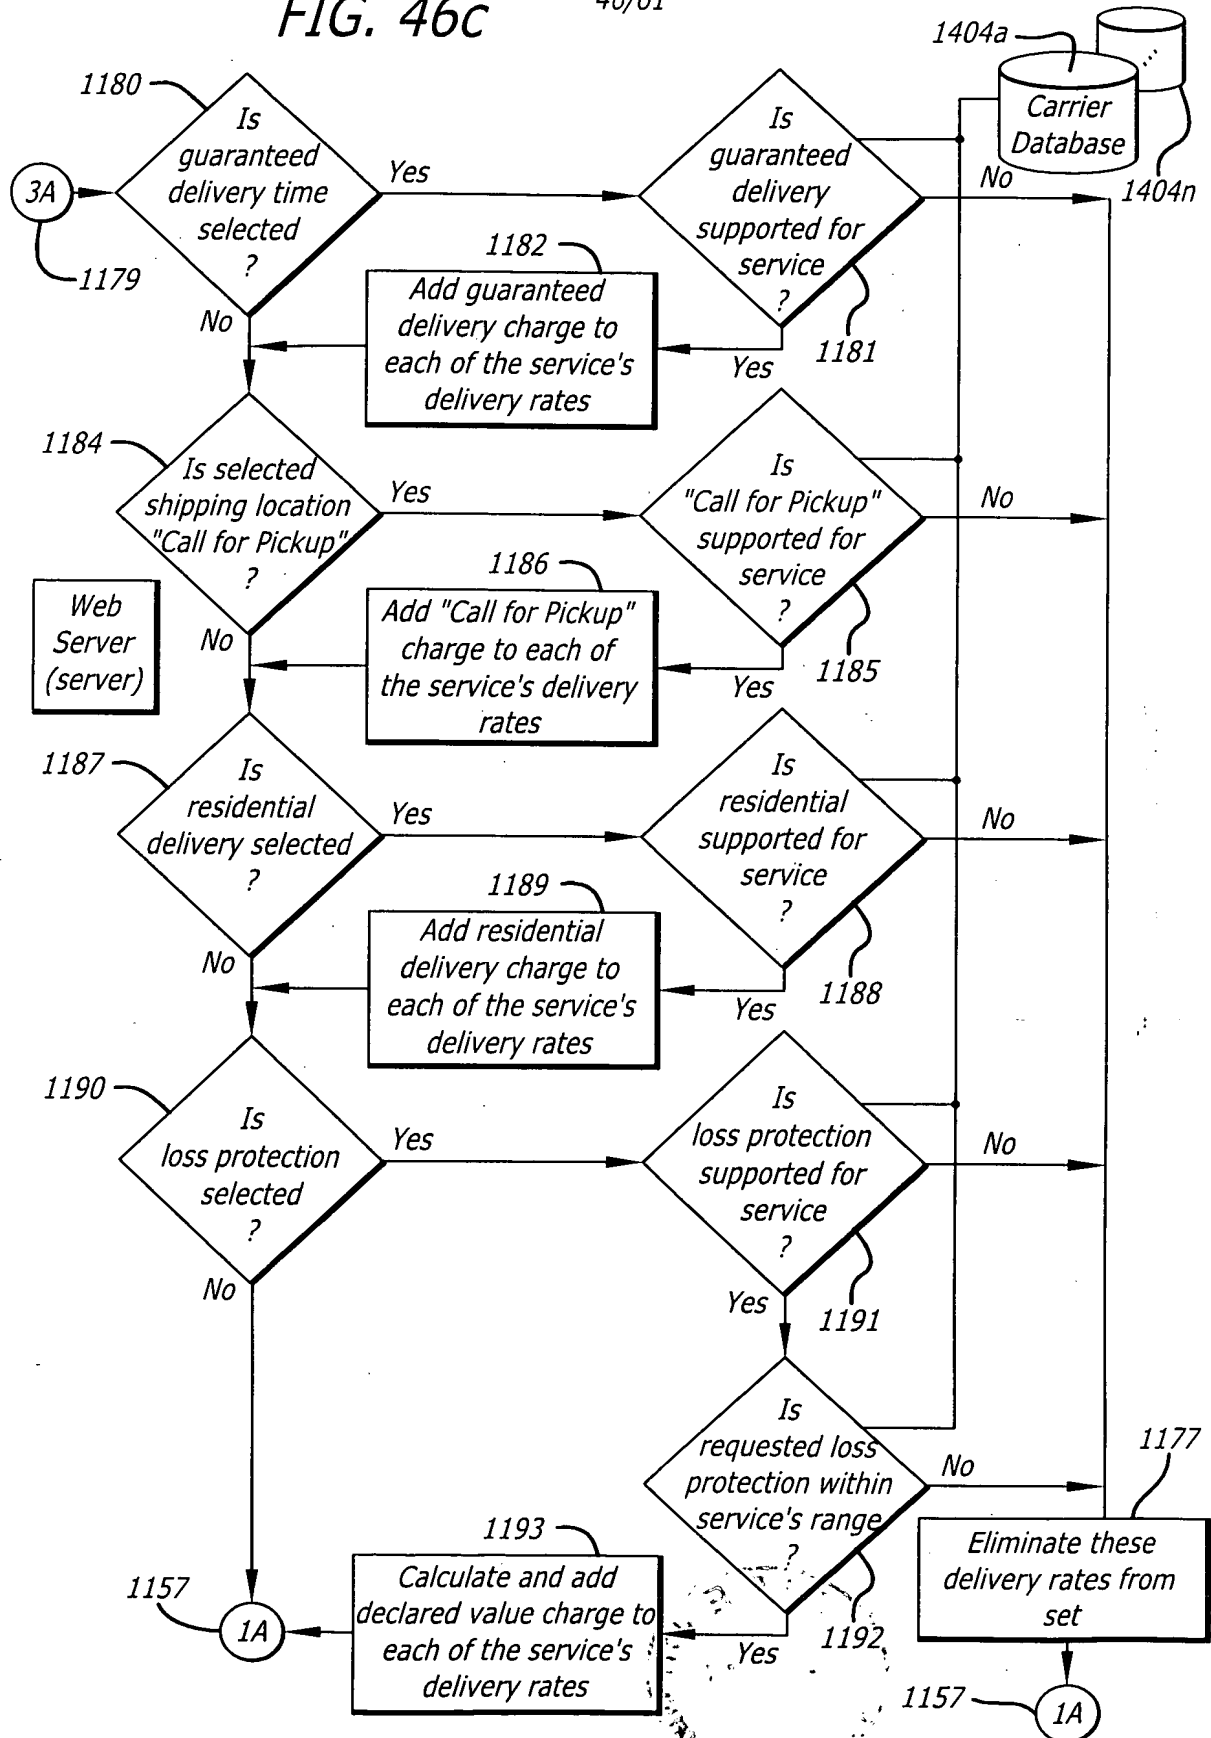 FIG. 46c
46/61
1404a
Carrier
Database
1404n
1180
Is
guaranteed
delivery time
selected
?
3A
1179
Yes
No
Is
guaranteed
delivery
supported for
service
?
1181
No
Yes
1182
Add guaranteed
delivery charge to
each of the service's
delivery rates
1184
Is selected
shipping location
"Call for Pickup"
?
Yes
No
Is
"Call for Pickup"
supported for
service
?
1185
No
Yes
1186
Add "Call for Pickup"
charge to each of
the service's delivery
rates
Web
Server
(server)
1187
Is
residential
delivery selected
?
Yes
No
Is
residential
supported for
service
?
1188
No
Yes
1189
Add residential
delivery charge to
each of the service's
delivery rates
1190
Is
loss protection
selected
?
Yes
No
Is
loss protection
supported for
service
?
1191
No
Yes
Is
requested loss
protection within
service's range
?
1192
No
Yes
1177
Eliminate these
delivery rates from
set
1193
Calculate and add
declared value charge to
each of the service's
delivery rates
1157
1A
1157
1A